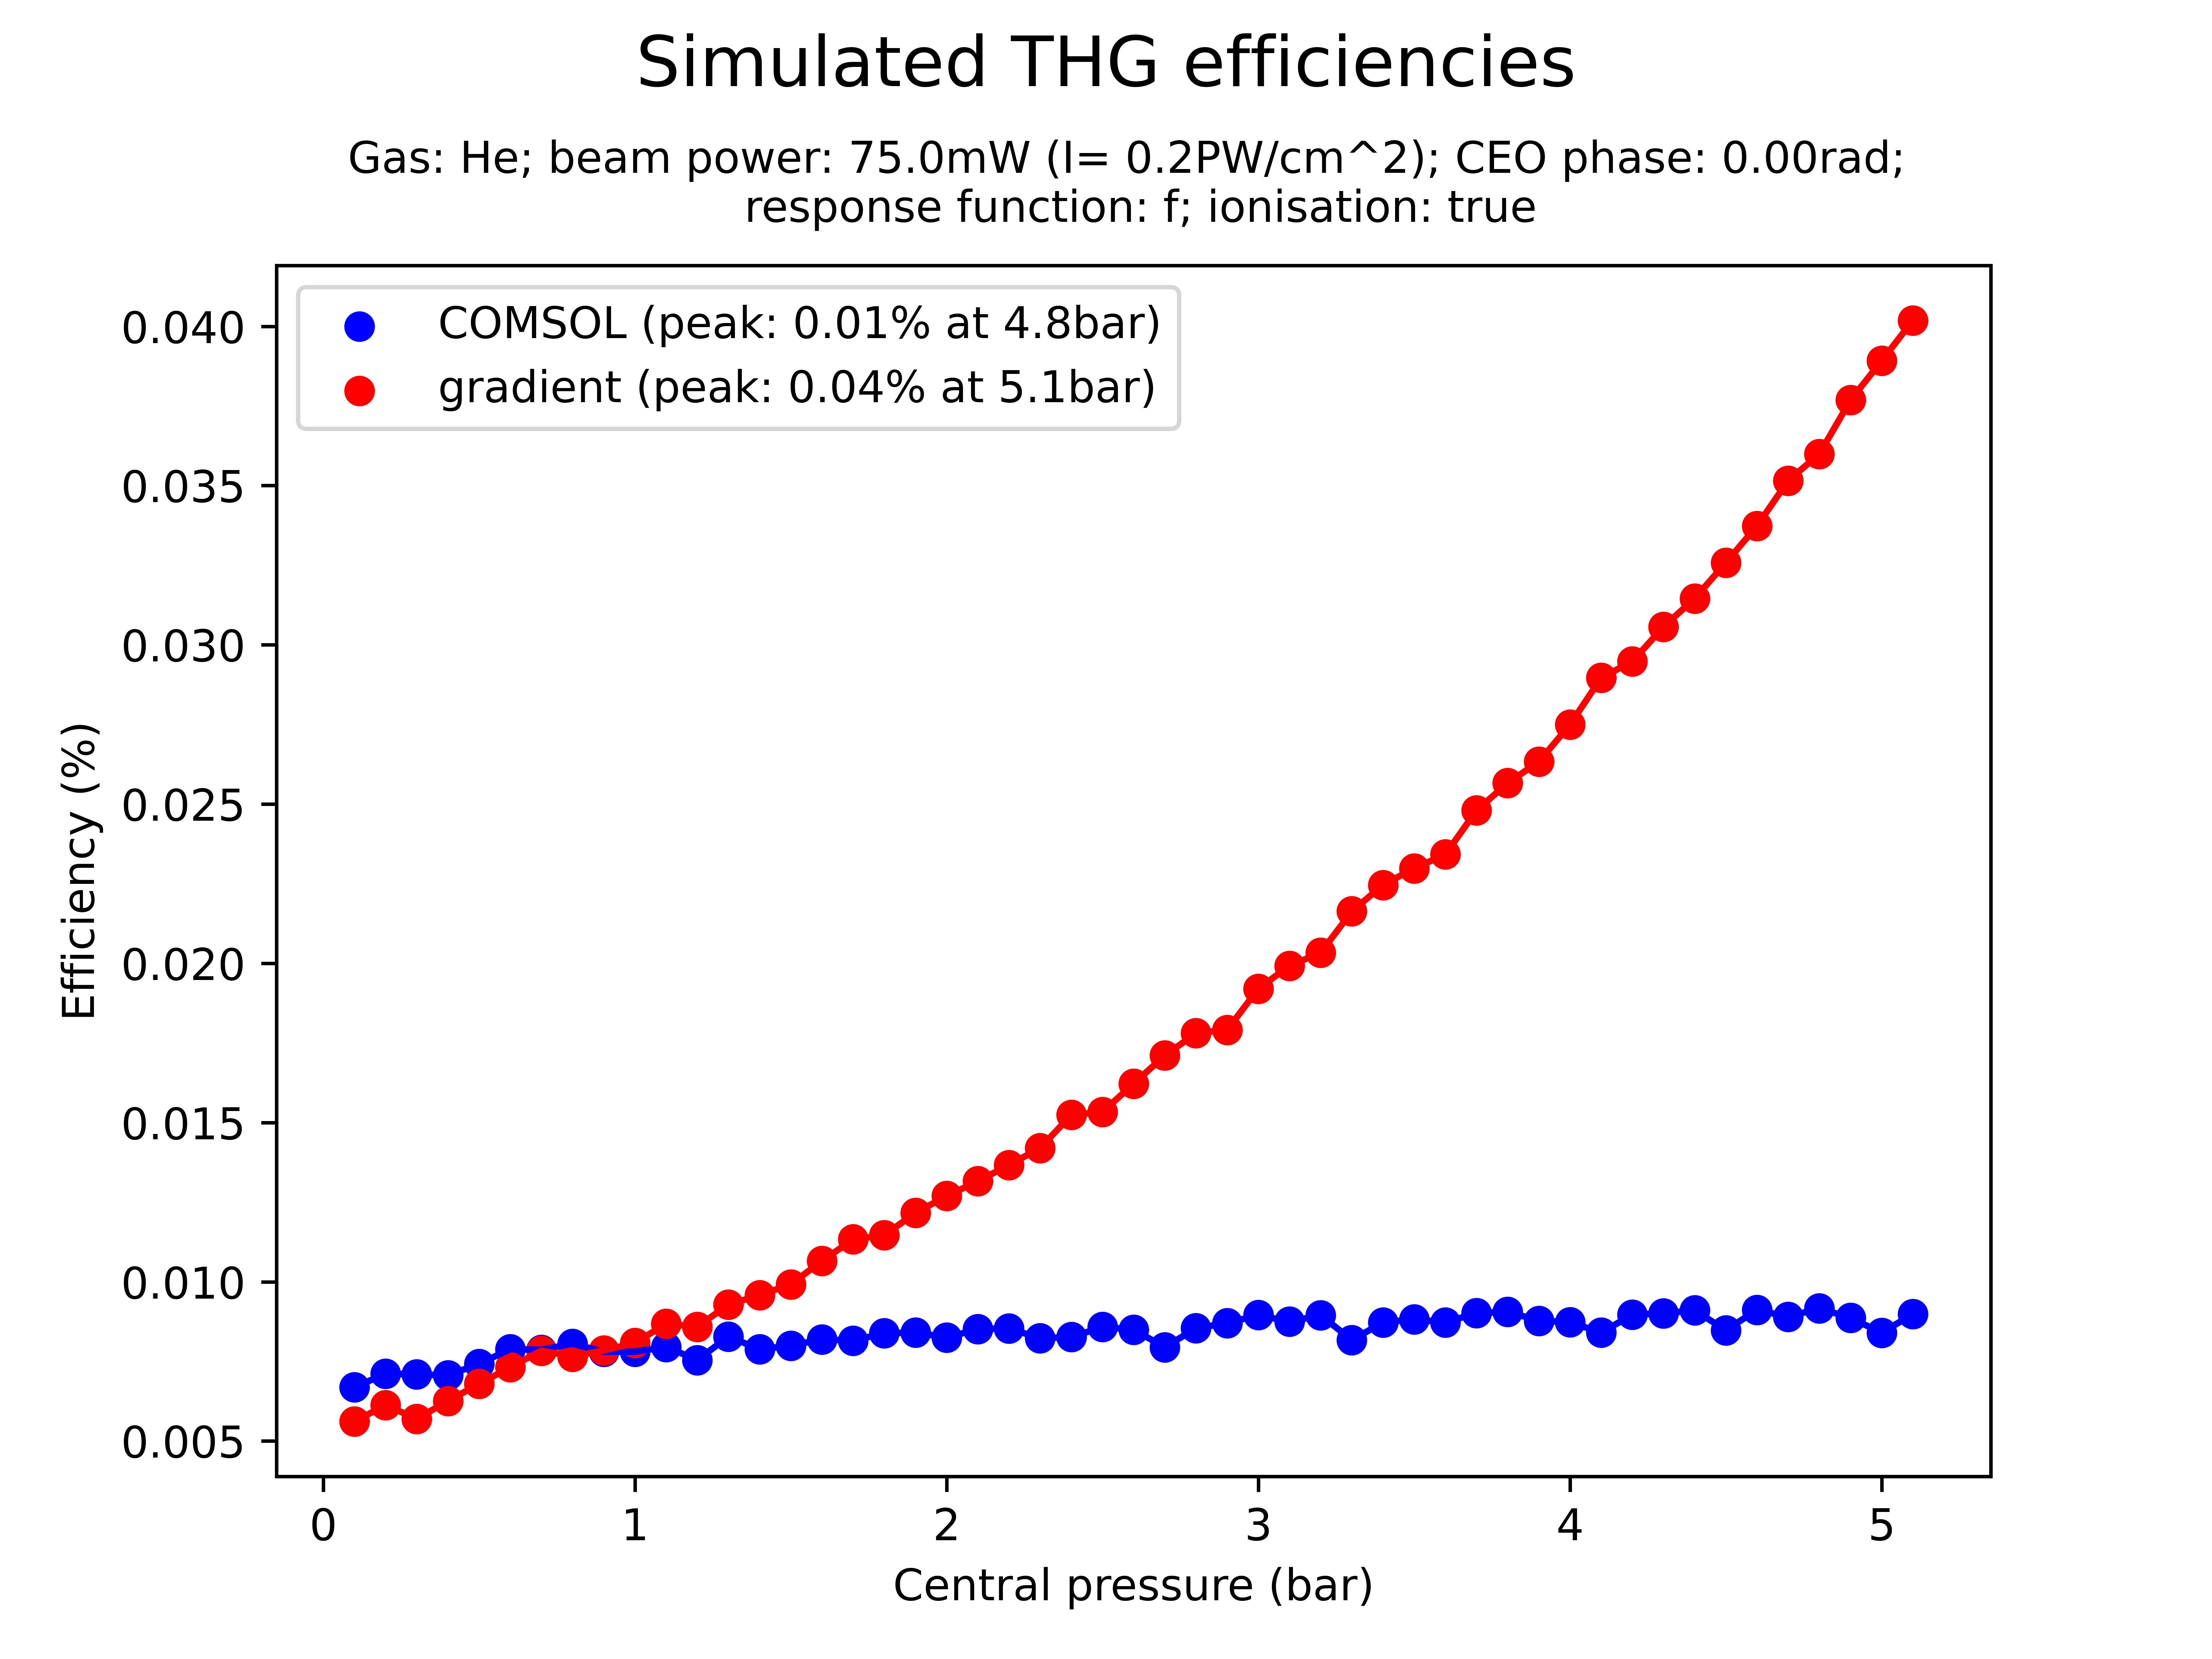 Simulated THG efficiencies
Gas: He; beam power: 75.0mW (I= 0.2PW/cm^2); CEO phase: 0.00rad;
response function: f; ionisation: true
COMSOL (peak: 0.01% at 4.8bar)
gradient (peak: 0.04% at 5.1bar)
0.040
0.035
0.030
0.025
0.020
0.015
0.010
0.005
Efficiency (%)
0 1 2 3 4 5
Central pressure (bar)